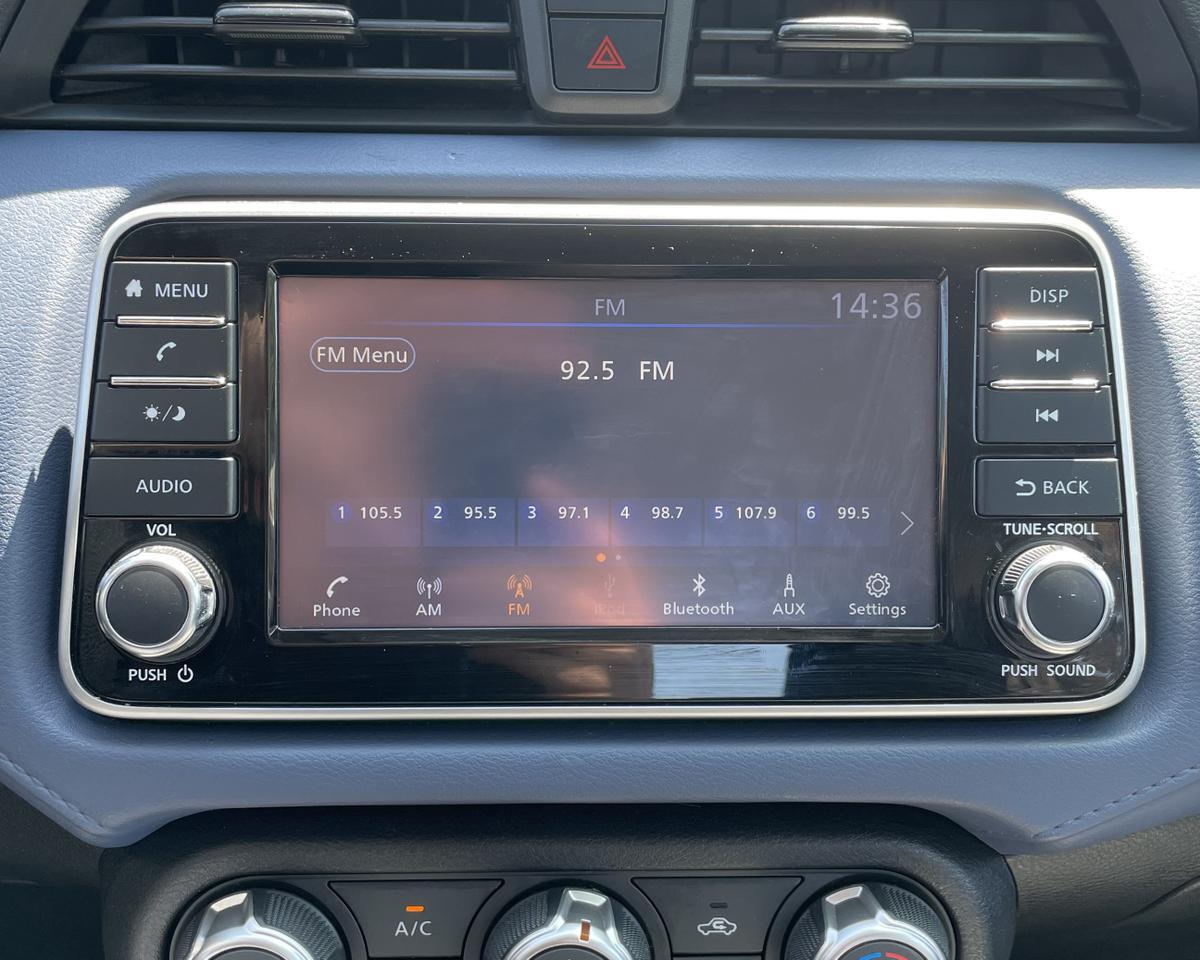 MENU
AUDIO
VOL
PUSH
FM
14:36
FM Menu
92.5 FM
1 105.5 2 95.5 3 97.1 4 98.7 5 107.9 6 99.5
Phone AM FM iPod Bluetooth AUX Settings
DISP
BACK
TUNE·SCROLL
PUSH SOUND
A/C